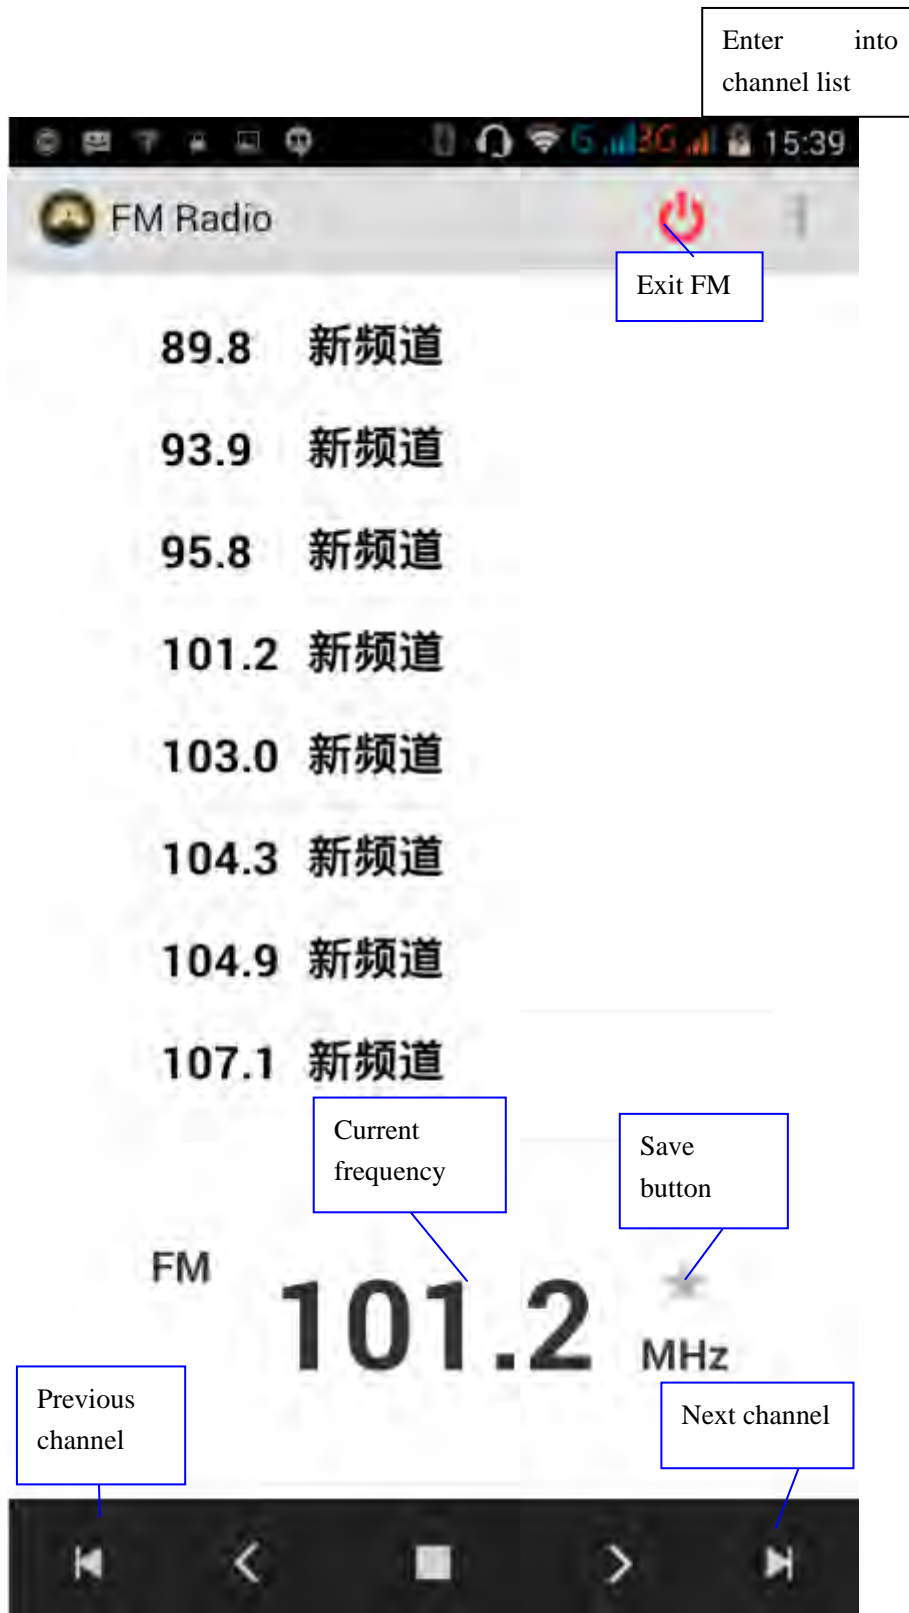 Enter into
channel list
G 3G 15:39
FM Radio
Exit FM
89.8 新频道
93.9 新频道
95.8 新频道
101.2 新频道
103.0 新频道
104.3 新频道
104.9 新频道
107.1 新频道
Current
frequency
Save
button
FM
101.2
MHz
Previous
channel
Next channel